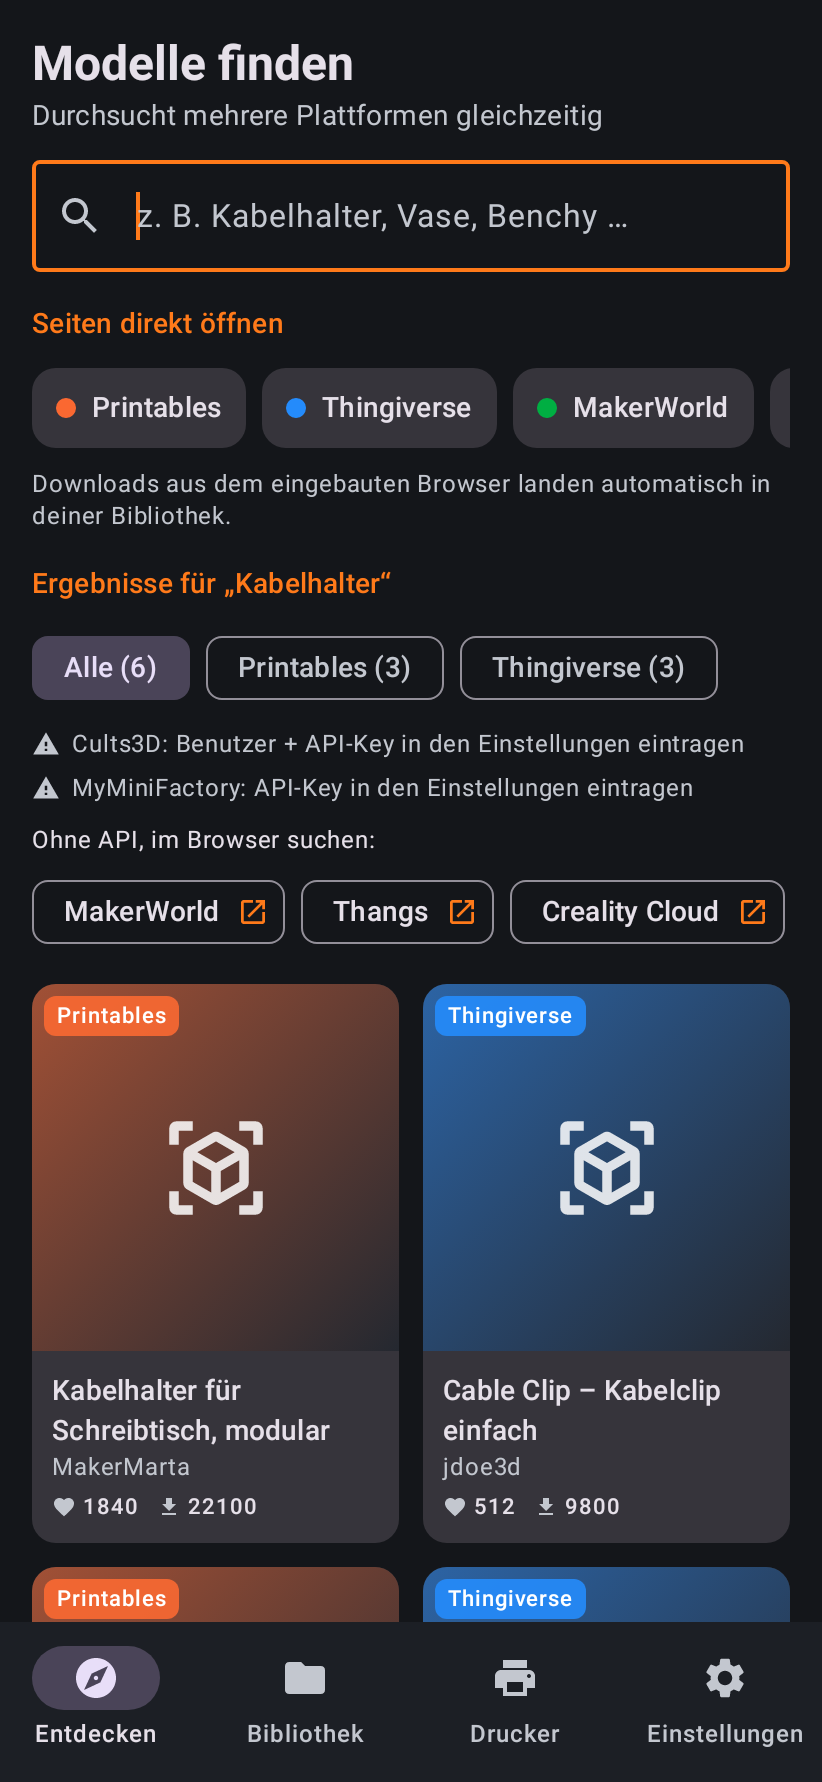 Modelle finden
Durchsucht mehrere Plattformen gleichzeitig
z. B. Kabelhalter, Vase, Benchy …
Seiten direkt öffnen
Printables
Thingiverse
MakerWorld
Downloads aus dem eingebauten Browser landen automatisch in
deiner Bibliothek.
Ergebnisse für „Kabelhalter“
Alle (6)
Printables (3)
Thingiverse (3)
Cults3D: Benutzer + API-Key in den Einstellungen eintragen
MyMiniFactory: API-Key in den Einstellungen eintragen
Ohne API, im Browser suchen:
MakerWorld
Thangs
Creality Cloud
Printables
Kabelhalter für
Schreibtisch, modular
MakerMarta
1840 22100
Thingiverse
Cable Clip – Kabelclip
einfach
jdoe3d
512 9800
Printables
Thingiverse
Entdecken
Bibliothek
Drucker
Einstellungen